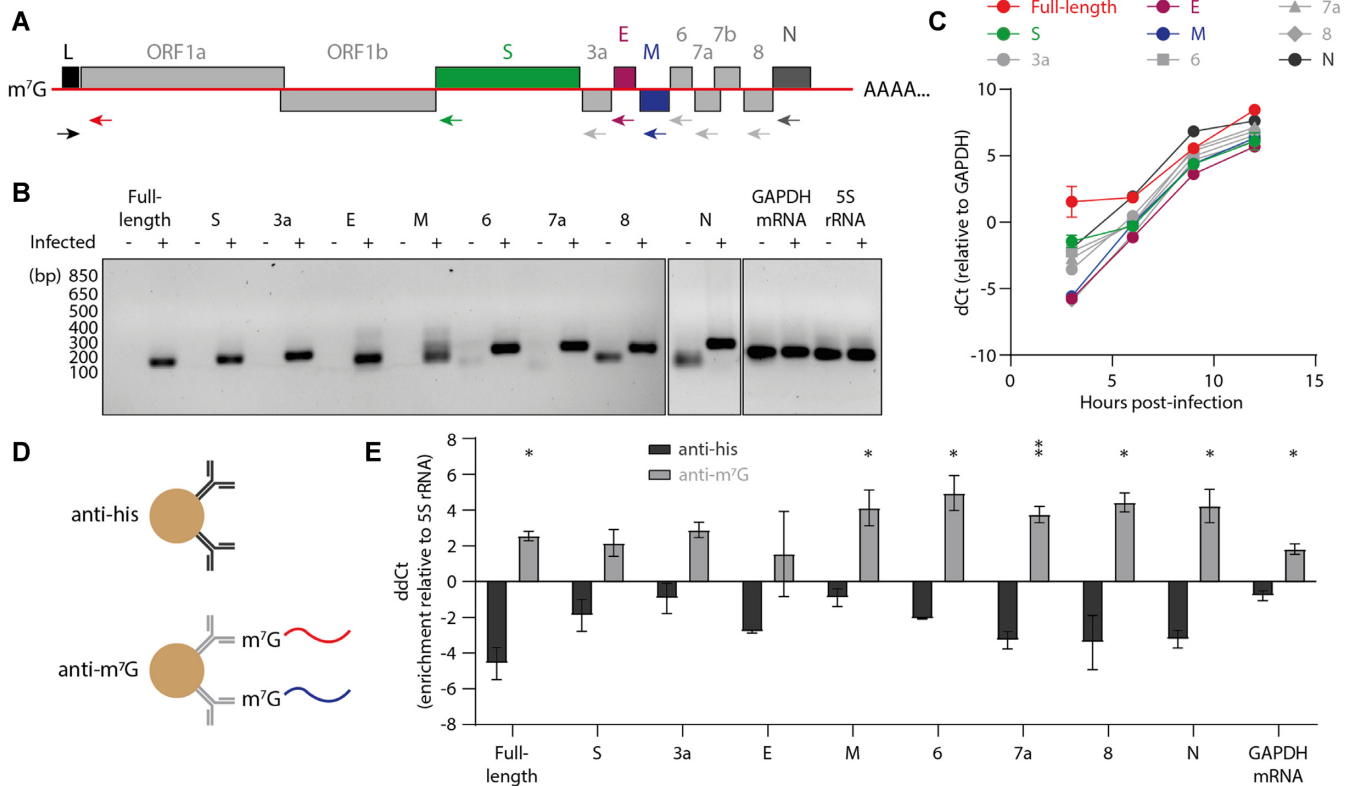 A
L
ORF1a
ORF1b
S
3a
E
M
6
7a
7b
8
N
m⁷G
AAAA...
B
Full-
length
S
3a
E
M
6
7a
8
N
GAPDH
mRNA
5S
rRNA
Infected - + - + - + - + - + - + - + - + - + - + - +
(bp)
850
650
500
400
300
200
100
C
Full-length
E
7a
S
M
8
3a
6
N
dCt (relative to GAPDH)
10
5
0
-5
-10
0 5 10 15
Hours post-infection
D
anti-his
anti-m⁷G
m⁷G
m⁷G
E
ddCt
(enrichment relative to 5S rRNA)
8
6
4
2
0
-2
-4
-6
-8
anti-his
anti-m⁷G
* * * * * * * *
Full-
length
S
3a
E
M
6
7a
8
N
GAPDH
mRNA